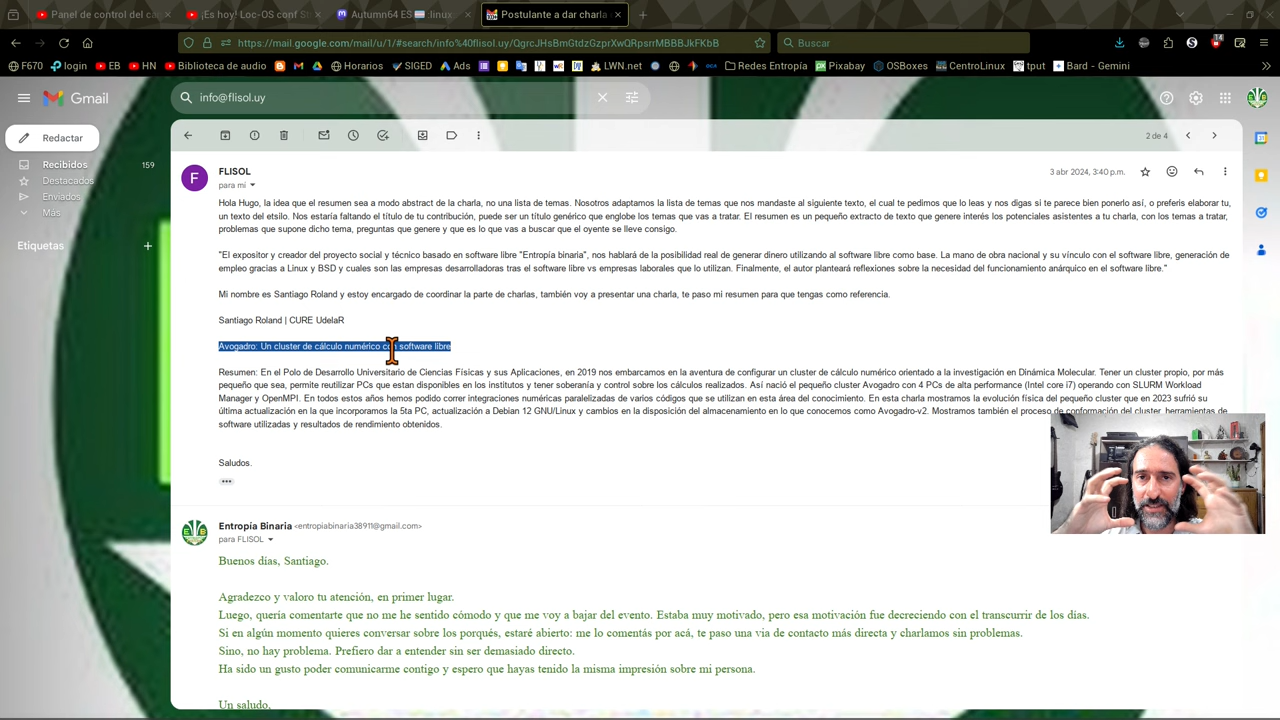 Panel de control del ca
¡Es hoy! Loc-OS conf S
Autumn64 ES :linux
Postulante a dar charla
https://mail.google.com/mail/u/1/#search/info%40flisol.uy/QgrcJHsBmGtdzGzprXwQRpsrrMBBBJkFKbB
Buscar
14
F670
login
EB
HN
Biblioteca de audio
Horarios
SIGED
Ads
LWN.net
Redes Entropía
Pixabay
OSBoxes
CentroLinux
tput
Bard - Gemini
Gmail
info@flisol.uy
Redactar
2 de 4
Recibidos 159
Destacados
Enviados
Más
Etiquetas
F
FLISOL
3 abr 2024, 3:40 p.m.
para mí
Hola Hugo, la idea que el resumen sea a modo abstract de la charla, no una lista de temas. Nosotros adaptamos la lista de temas que nos mandaste al siguiente texto, el cual te pedimos que lo leas y nos digas si te parece bien ponerlo así, o preferis elaborar tu,
un texto del etsilo. Nos estaría faltando el título de tu contribución, puede ser un título genérico que englobe los temas que vas a tratar. El resumen es un pequeño extracto de texto que genere interés los potenciales asistentes a tu charla, con los temas a tratar,
problemas que supone dicho tema, preguntas que genere y que es lo que vas a buscar que el oyente se lleve consigo.
"El expositor y creador del proyecto social y técnico basado en software libre "Entropía binaria", nos hablará de la posibilidad real de generar dinero utilizando al software libre como base. La mano de obra nacional y su vínculo con el software libre, generación de
empleo gracias a Linux y BSD y cuales son las empresas desarrolladoras tras el software libre vs empresas laborales que lo utilizan. Finalmente, el autor planteará reflexiones sobre la necesidad del funcionamiento anárquico en el software libre."
Mi nombre es Santiago Roland y estoy encargado de coordinar la parte de charlas, también voy a presentar una charla, te paso mi resumen para que tengas como referencia.
Santiago Roland | CURE UdelaR
Avogadro: Un cluster de cálculo numérico con software libre
Resumen: En el Polo de Desarrollo Universitario de Ciencias Físicas y sus Aplicaciones, en 2019 nos embarcamos en la aventura de configurar un cluster de cálculo numérico orientado a la investigación en Dinámica Molecular. Tener un cluster propio, por más
pequeño que sea, permite reutilizar PCs que estan disponibles en los institutos y tener soberanía y control sobre los cálculos realizados. Así nació el pequeño cluster Avogadro con 4 PCs de alta performance (Intel core i7) operando con SLURM Workload
Manager y OpenMPI. En todos estos años hemos podido correr integraciones numéricas paralelizadas de varios códigos que se utilizan en esta área del conocimiento. En esta charla mostramos la evolución física del pequeño cluster que en 2023 sufrió su
última actualización en la que incorporamos la 5ta PC, actualización a Debian 12 GNU/Linux y cambios en la disposición del almacenamiento en lo que conocemos como Avogadro-v2. Mostramos también el proceso de conformación del cluster, herramientas de
software utilizadas y resultados de rendimiento obtenidos.
Saludos.
Entropía Binaria <entropiabinaria38911@gmail.com>
para FLISOL
Buenos días, Santiago.
Agradezco y valoro tu atención, en primer lugar.
Luego, quería comentarte que no me he sentido cómodo y que me voy a bajar del evento. Estaba muy motivado, pero esa motivación fue decreciendo con el transcurrir de los días.
Si en algún momento quieres conversar sobre los porqués, estaré abierto: me lo comentás por acá, te paso una via de contacto más directa y charlamos sin problemas.
Sino, no hay problema. Prefiero dar a entender sin ser demasiado directo.
Ha sido un gusto poder comunicarme contigo y espero que hayas tenido la misma impresión sobre mi persona.
Un saludo,